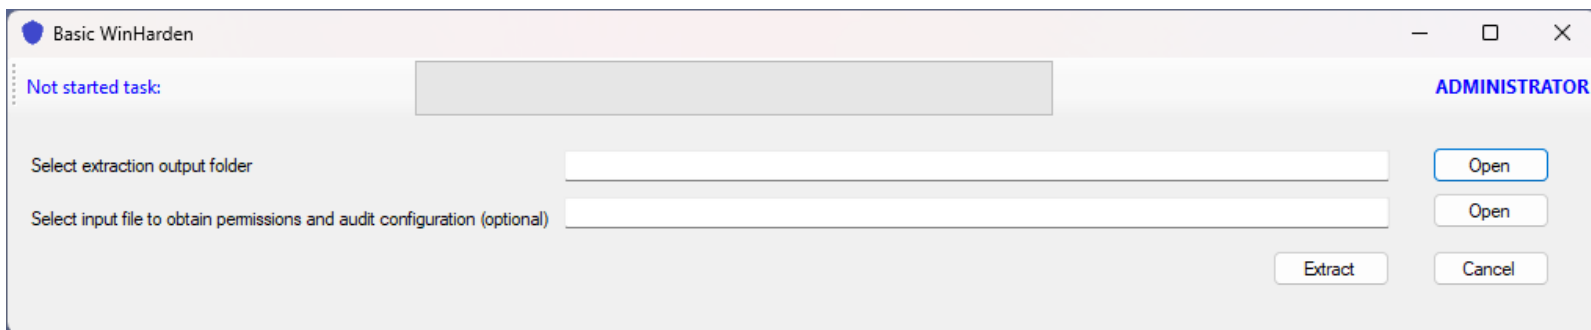 Basic WinHarden
Not started task:
ADMINISTRATOR
Select extraction output folder
Open
Select input file to obtain permissions and audit configuration (optional)
Open
Extract
Cancel